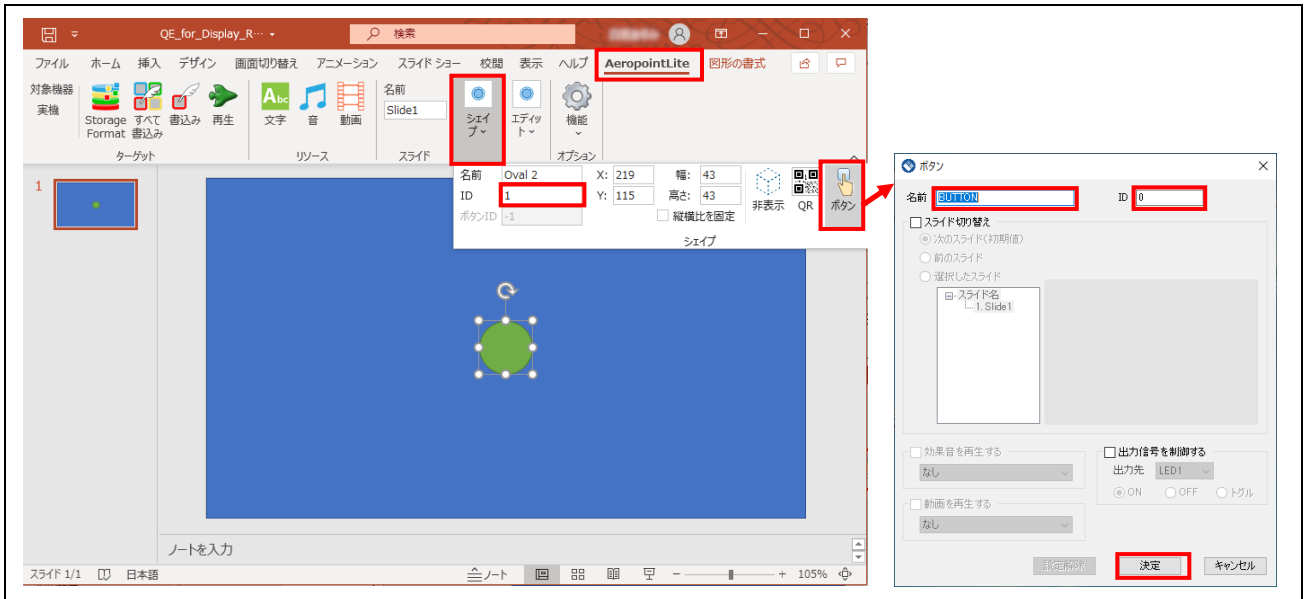 QE_for_Display_R… 検索
ファイル ホーム 挿入 デザイン 画面切り替え アニメーション スライド ショー 校閲 表示 ヘルプ AeropointLite 図形の書式
対象機器
実機
Storage Format
すべて書込み
書込み
再生
ターゲット
Abc
文字
音
動画
リソース
名前
Slide1
スライド
シェイプ
エディット
機能
オプション
名前 Oval 2 X: 219 幅: 43
ID 1 Y: 115 高さ: 43
ボタンID -1 縦横比を固定
非表示 QR ボタン
シェイプ
1
ノートを入力
スライド 1/1 日本語 ノート 105%
ボタン
名前 BUTTON ID 0
スライド切り替え
次のスライド(初期値)
前のスライド
選択したスライド
スライド名
1. Slide1
効果音を再生する
なし
動画を再生する
なし
出力信号を制御する
出力先 LED1
ON OFF トグル
設定解除 決定 キャンセル